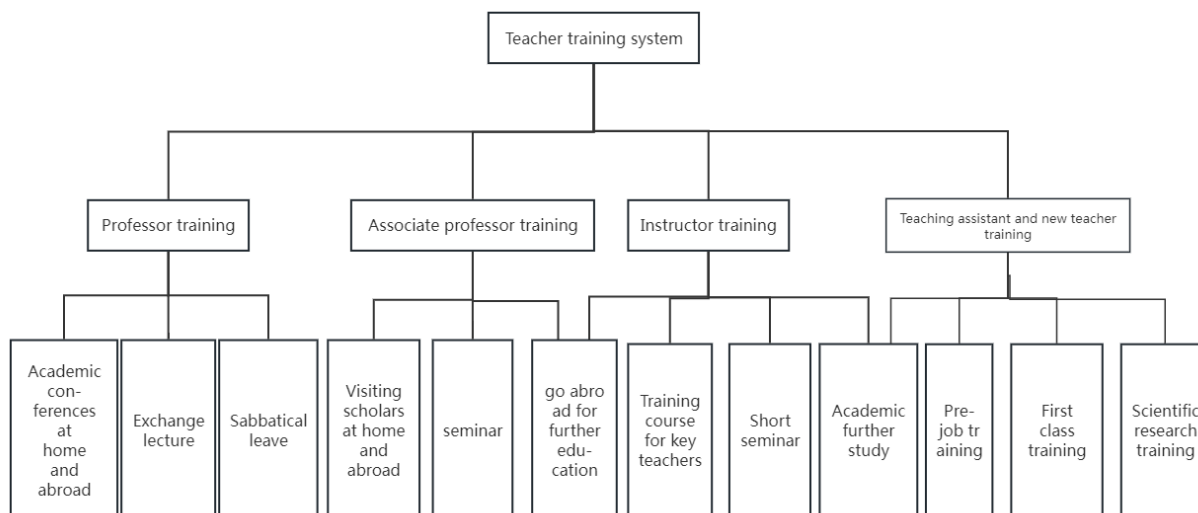 Teacher training system
Professor training
Associate professor training
Instructor training
Teaching assistant and new teacher
training
Academic
con-
ferences
at
home
and
abroad
Exchange
lecture
Sabbatical
leave
Visiting
scholars
at home
and
abroad
seminar
go abro
ad for
further
edu-
cation
Training
course
for key
teachers
Short
seminar
Academic
further
study
Pre-
job tr
aining
First
class
training
Scientific
research
training